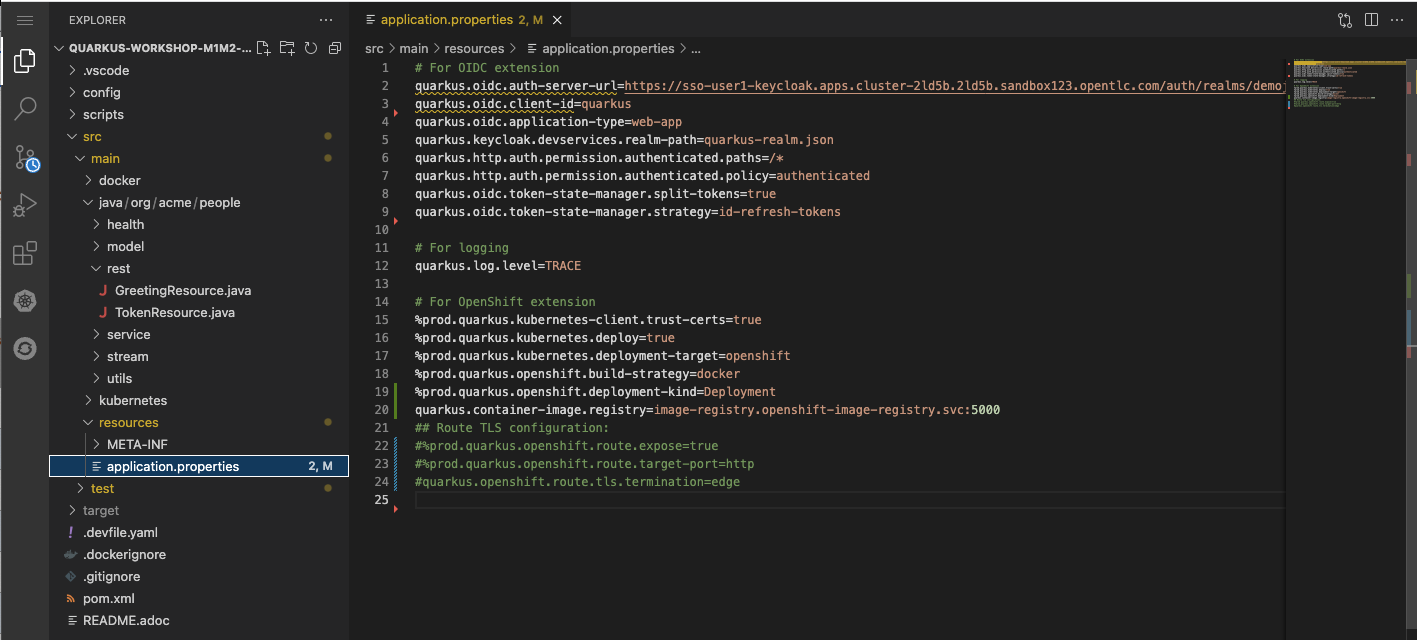 EXPLORER
QUARKUS-WORKSHOP-M1M2-...
.vscode
config
scripts
src
main
docker
java/org/acme/people
health
model
rest
J GreetingResource.java
J TokenResource.java
service
stream
utils
kubernetes
resources
META-INF
application.properties 2, M
test
target
! .devfile.yaml
.dockerignore
.gitignore
pom.xml
README.adoc
application.properties 2, M
src > main > resources > application.properties > ...
1 # For OIDC extension
2 quarkus.oidc.auth-server-url=https://sso-user1-keycloak.apps.cluster-2ld5b.2ld5b.sandbox123.opentlc.com/auth/realms/demo
3 quarkus.oidc.client-id=quarkus
4 quarkus.oidc.application-type=web-app
5 quarkus.keycloak.devservices.realm-path=quarkus-realm.json
6 quarkus.http.auth.permission.authenticated.paths=/*
7 quarkus.http.auth.permission.authenticated.policy=authenticated
8 quarkus.oidc.token-state-manager.split-tokens=true
9 quarkus.oidc.token-state-manager.strategy=id-refresh-tokens
10
11 # For logging
12 quarkus.log.level=TRACE
13
14 # For OpenShift extension
15 %prod.quarkus.kubernetes-client.trust-certs=true
16 %prod.quarkus.kubernetes.deploy=true
17 %prod.quarkus.kubernetes.deployment-target=openshift
18 %prod.quarkus.openshift.build-strategy=docker
19 %prod.quarkus.openshift.deployment-kind=Deployment
20 quarkus.container-image.registry=image-registry.openshift-image-registry.svc:5000
21 ## Route TLS configuration:
22 #%prod.quarkus.openshift.route.expose=true
23 #%prod.quarkus.openshift.route.target-port=http
24 #quarkus.openshift.route.tls.termination=edge
25